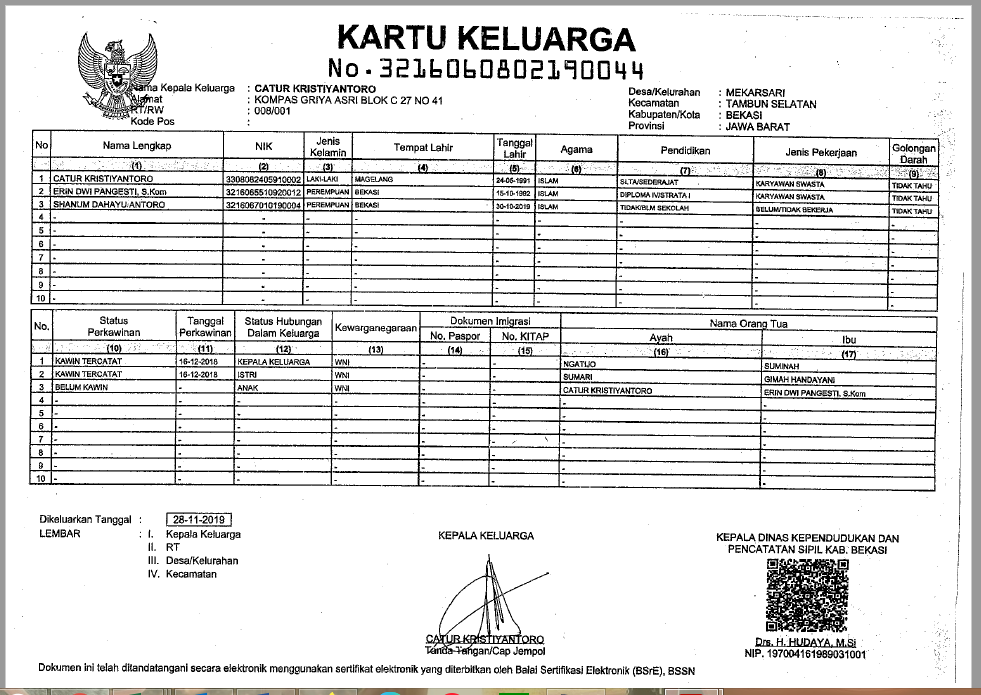 KARTU KELUARGA
No. 3216060802190044
Nama Kepala Keluarga : CATUR KRISTIYANTORO
Alamat : KOMPAS GRIYA ASRI BLOK C 27 NO 41
RT/RW : 008/001
Kode Pos :
Desa/Kelurahan : MEKARSARI
Kecamatan : TAMBUN SELATAN
Kabupaten/Kota : BEKASI
Provinsi : JAWA BARAT
No Nama Lengkap NIK Jenis Kelamin Tempat Lahir Tanggal Lahir Agama Pendidikan Jenis Pekerjaan Golongan Darah
(1) (2) (3) (4) (5) (6) (7) (8) (9)
1 CATUR KRISTIYANTORO 3308082405910002 LAKI-LAKI MAGELANG 24-05-1991 ISLAM SLTA/SEDERAJAT KARYAWAN SWASTA TIDAK TAHU
2 ERIN DWI PANGESTI, S.Kom 3216065510920012 PEREMPUAN BEKASI 15-10-1992 ISLAM DIPLOMA IV/STRATA I KARYAWAN SWASTA TIDAK TAHU
3 SHANUM DAHAYU ANTORO 3216067010190004 PEREMPUAN BEKASI 30-10-2019 ISLAM TIDAK/BLM SEKOLAH BELUM/TIDAK BEKERJA TIDAK TAHU
4 - - - - - - - - -
5 - - - - - - - - -
6 - - - - - - - - -
7 - - - - - - - - -
8 - - - - - - - - -
9 - - - - - - - - -
10 - - - - - - - - -
No. Status Perkawinan Tanggal Perkawinan Status Hubungan Dalam Keluarga Kewarganegaraan Dokumen Imigrasi Nama Orang Tua
No. Paspor No. KITAP Ayah Ibu
(10) (11) (12) (13) (14) (15) (16) (17)
1 KAWIN TERCATAT 16-12-2018 KEPALA KELUARGA WNI - - NGATIJO SUMINAH
2 KAWIN TERCATAT 16-12-2018 ISTRI WNI - - SUMARI GIMAH HANDAYANI
3 BELUM KAWIN - ANAK WNI - - CATUR KRISTIYANTORO ERIN DWI PANGESTI, S.Kom
4 - - - - - - - -
5 - - - - - - - -
6 - - - - - - - -
7 - - - - - - - -
8 - - - - - - - -
9 - - - - - - - -
10 - - - - - - - -
Dikeluarkan Tanggal : 28-11-2019
LEMBAR : I. Kepala Keluarga
II. RT
III. Desa/Kelurahan
IV. Kecamatan
KEPALA KELUARGA
CATUR KRISTIYANTORO
Tanda Tangan/Cap Jempol
KEPALA DINAS KEPENDUDUKAN DAN
PENCATATAN SIPIL KAB. BEKASI
Drs. H. HUDAYA, M.Si
NIP. 197004161989031001
Dokumen ini telah ditandatangani secara elektronik menggunakan sertifikat elektronik yang diterbitkan oleh Balai Sertifikasi Elektronik (BSrE), BSSN